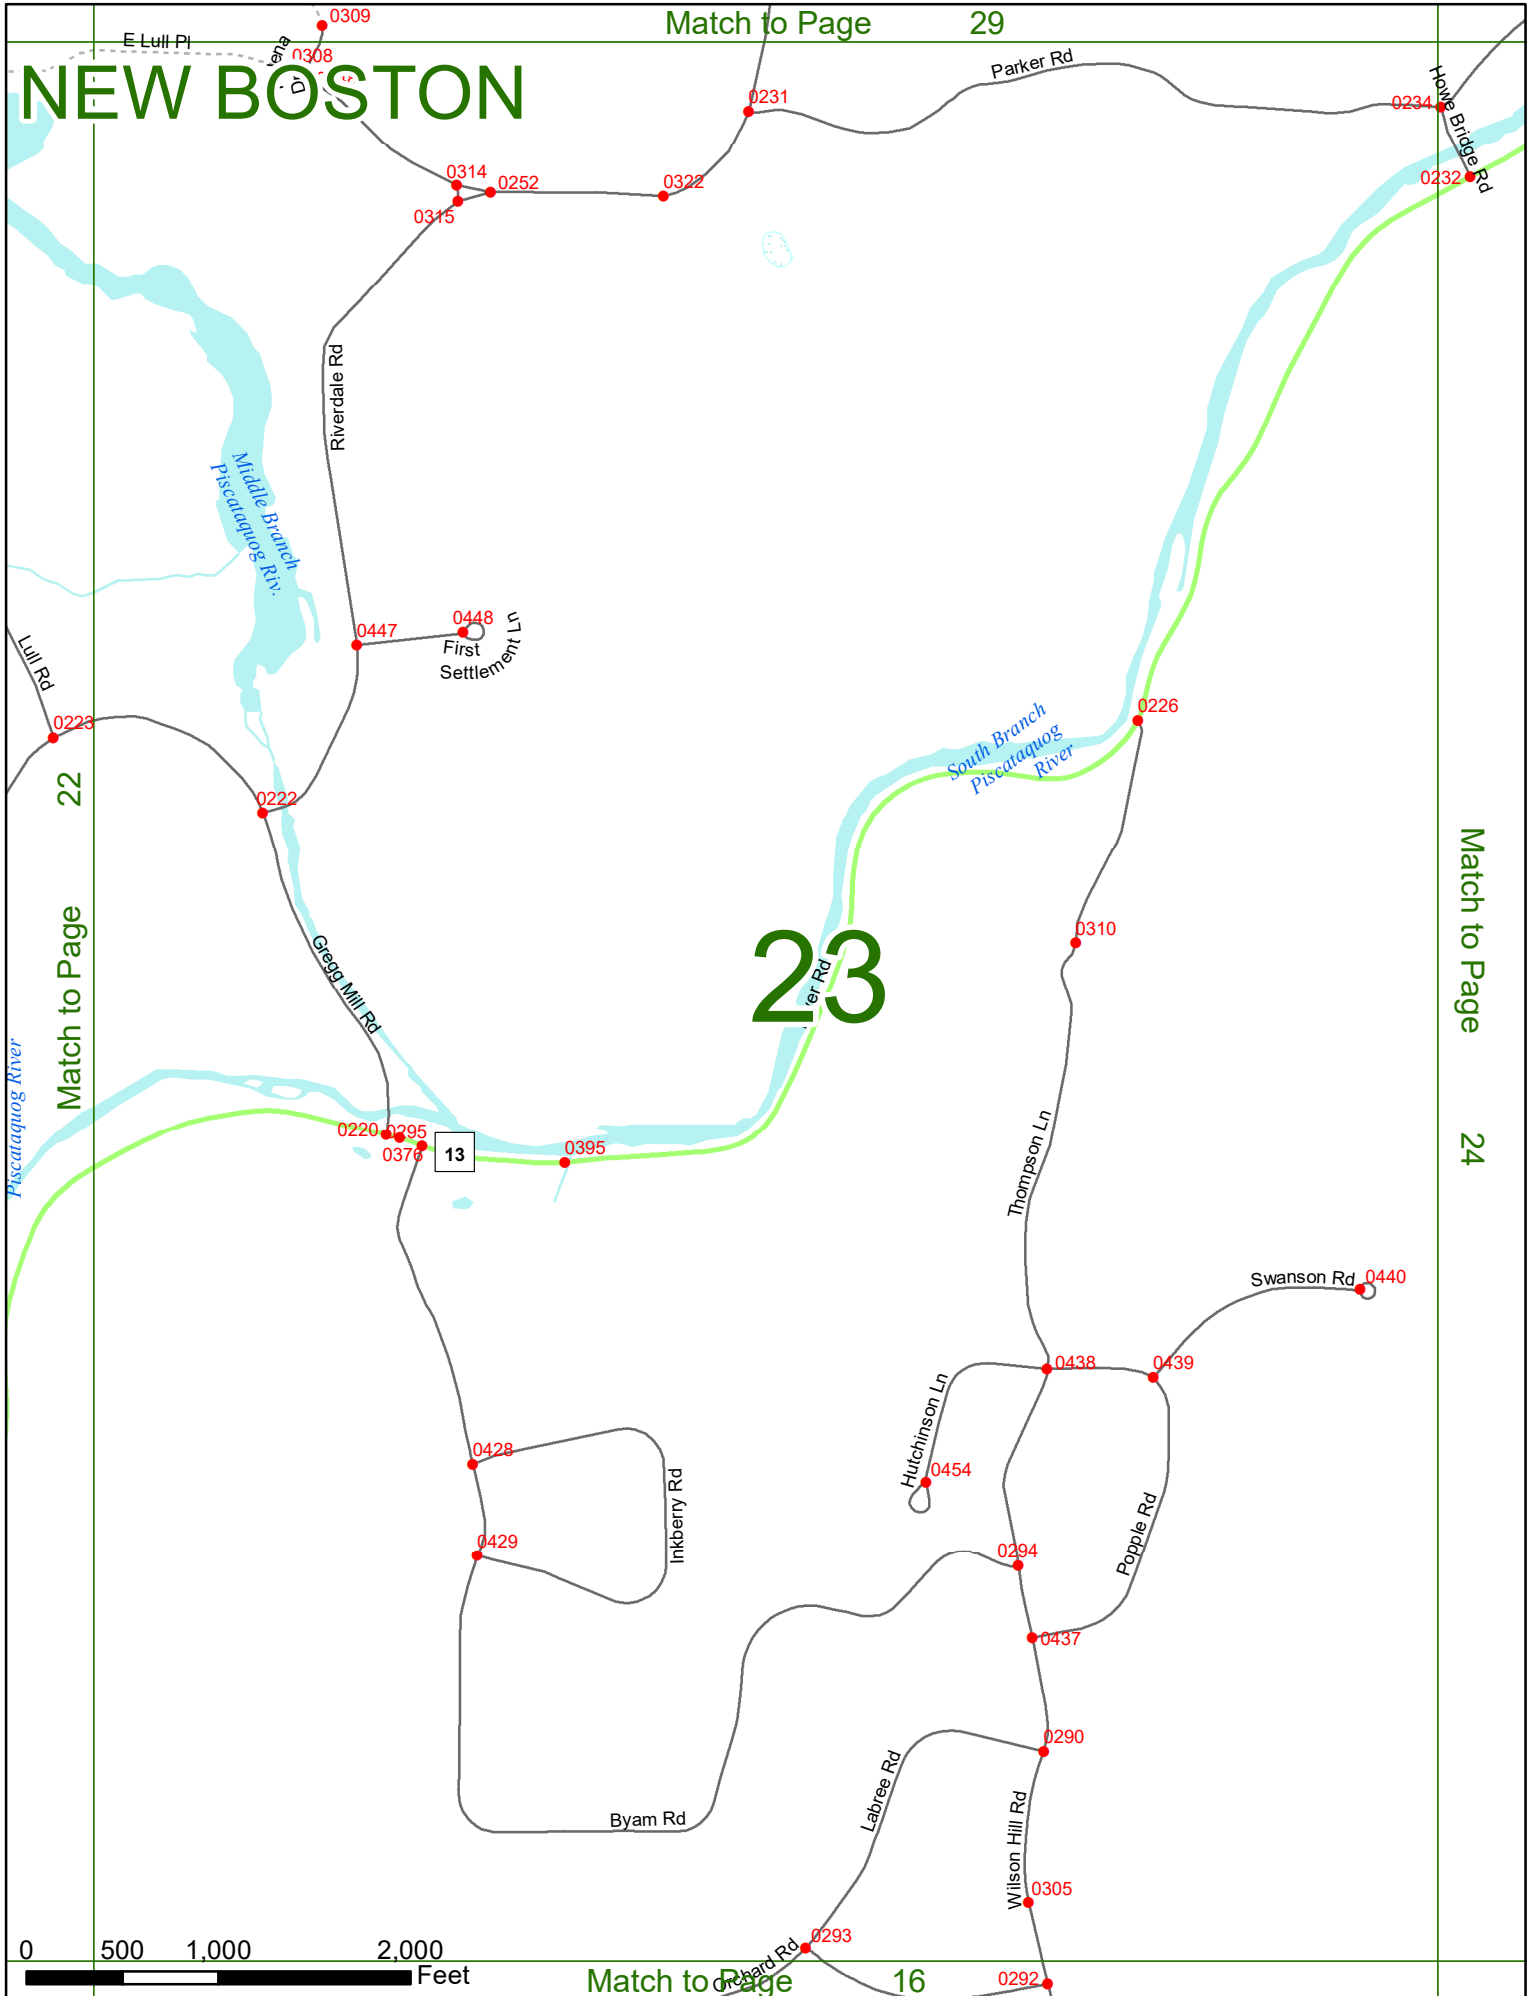 0309
Match to Page 29
E Lull Pl
0308
NEW BOSTON
Parker Rd
0231
0234
Howe Bridge Rd
0232
0314
0252
0322
0315
Riverdale Rd
Middle Branch
Piscataquog Riv.
0447
0448
First
Settlement Ln
Lull Rd
0223
0226
South Branch
Piscataquog
River
22
0222
Match to Page
Match to Page
24
0310
23
Gregg Mill Rd
Piscataquog River
0220
0295
0376
13
0395
Thompson Ln
Swanson Rd
0440
0438
0439
Hutchinson Ln
0428
0454
Inkberry Rd
Popple Rd
0429
0294
0437
0290
Labree Rd
Byam Rd
Wilson Hill Rd
0305
0293
Orchard Rd
0 500 1,000 2,000
Feet
Match to Page 16
0292